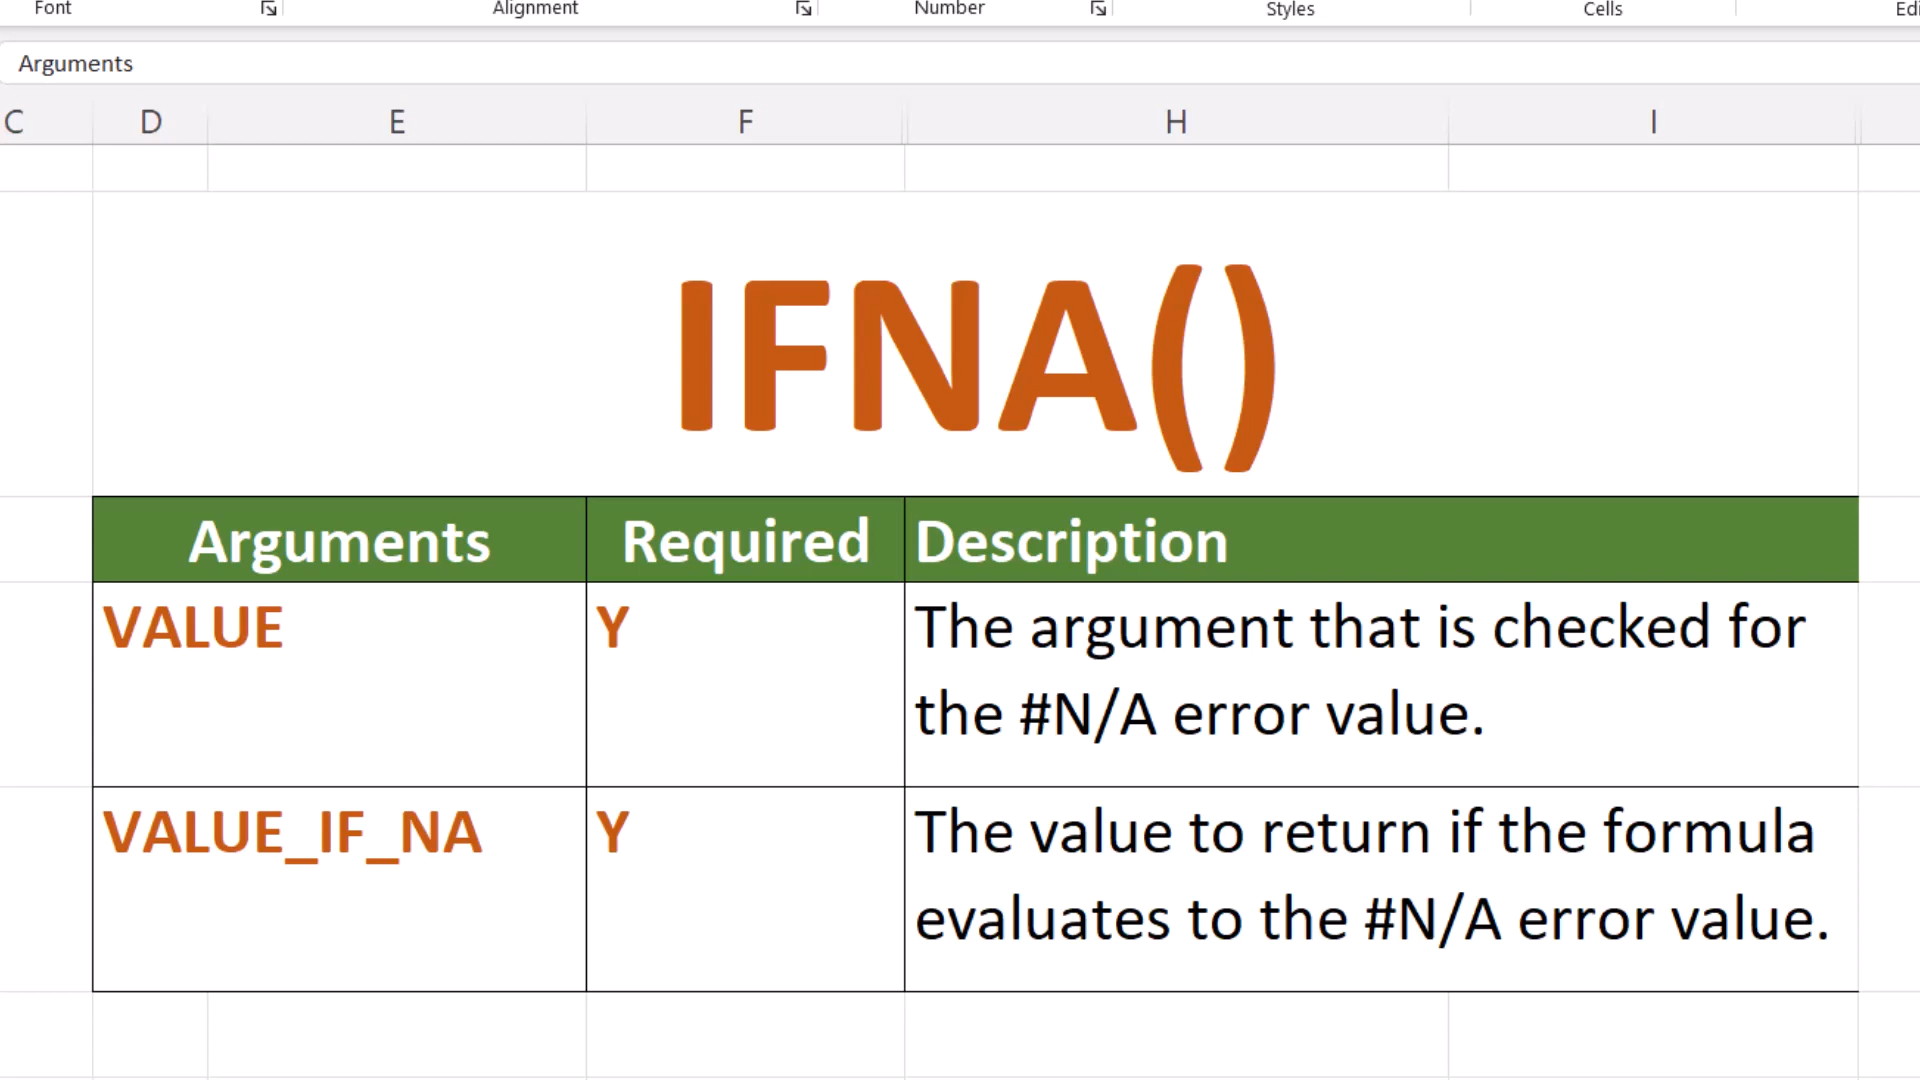 Font Alignment Number Styles Cells
Arguments
C D E F H I
IFNA()
Arguments Required Description
VALUE Y The argument that is checked for
the #N/A error value.
VALUE_IF_NA Y The value to return if the formula
evaluates to the #N/A error value.